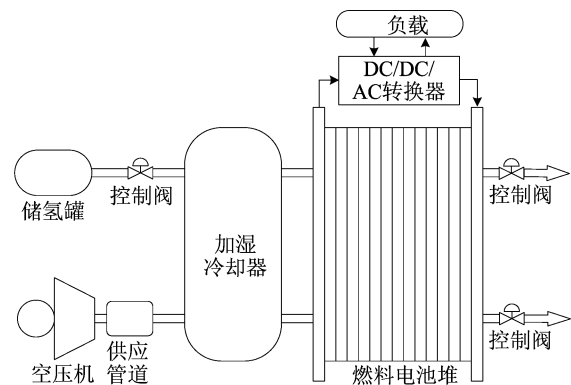 负载
DC/DC/
AC转换器
储氢罐
控制阀
加湿
冷却器
控制阀
空压机
供应
管道
燃料电池堆
控制阀